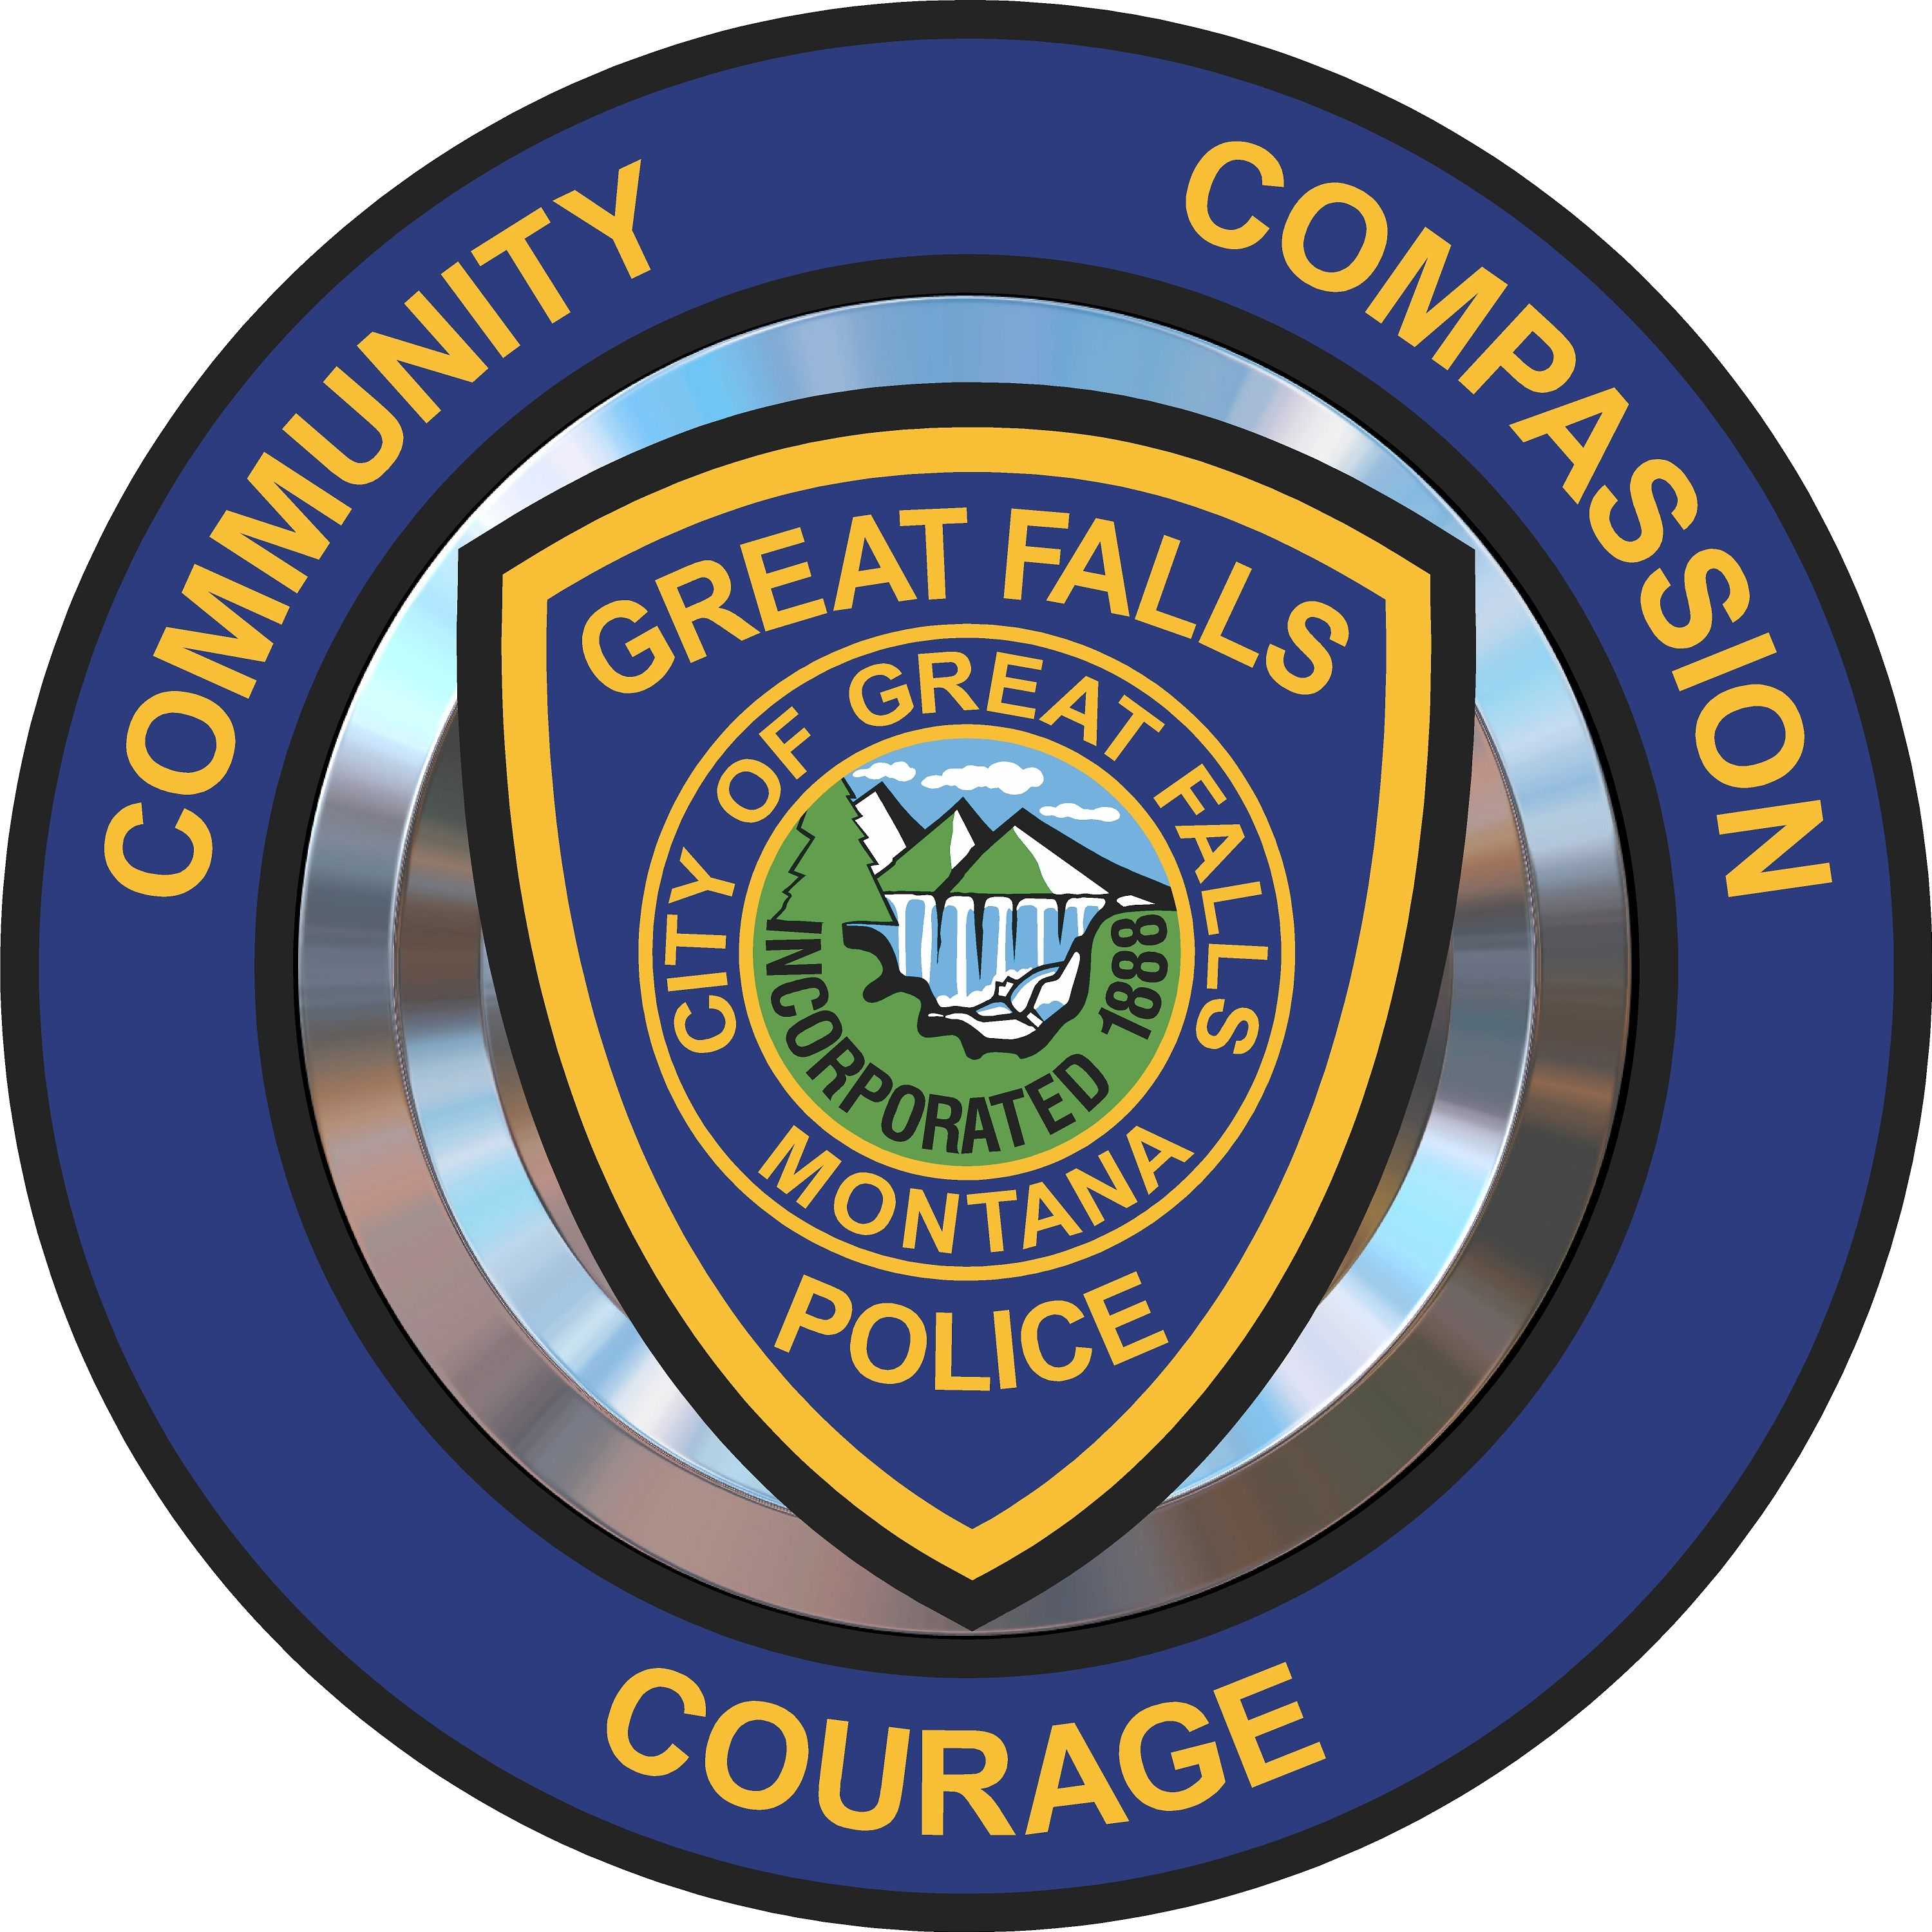 COMMUNITY
COMPASSION
GREAT FALLS
CITY OF GREAT FALLS
INCORPORATED 1888
MONTANA
POLICE
COURAGE